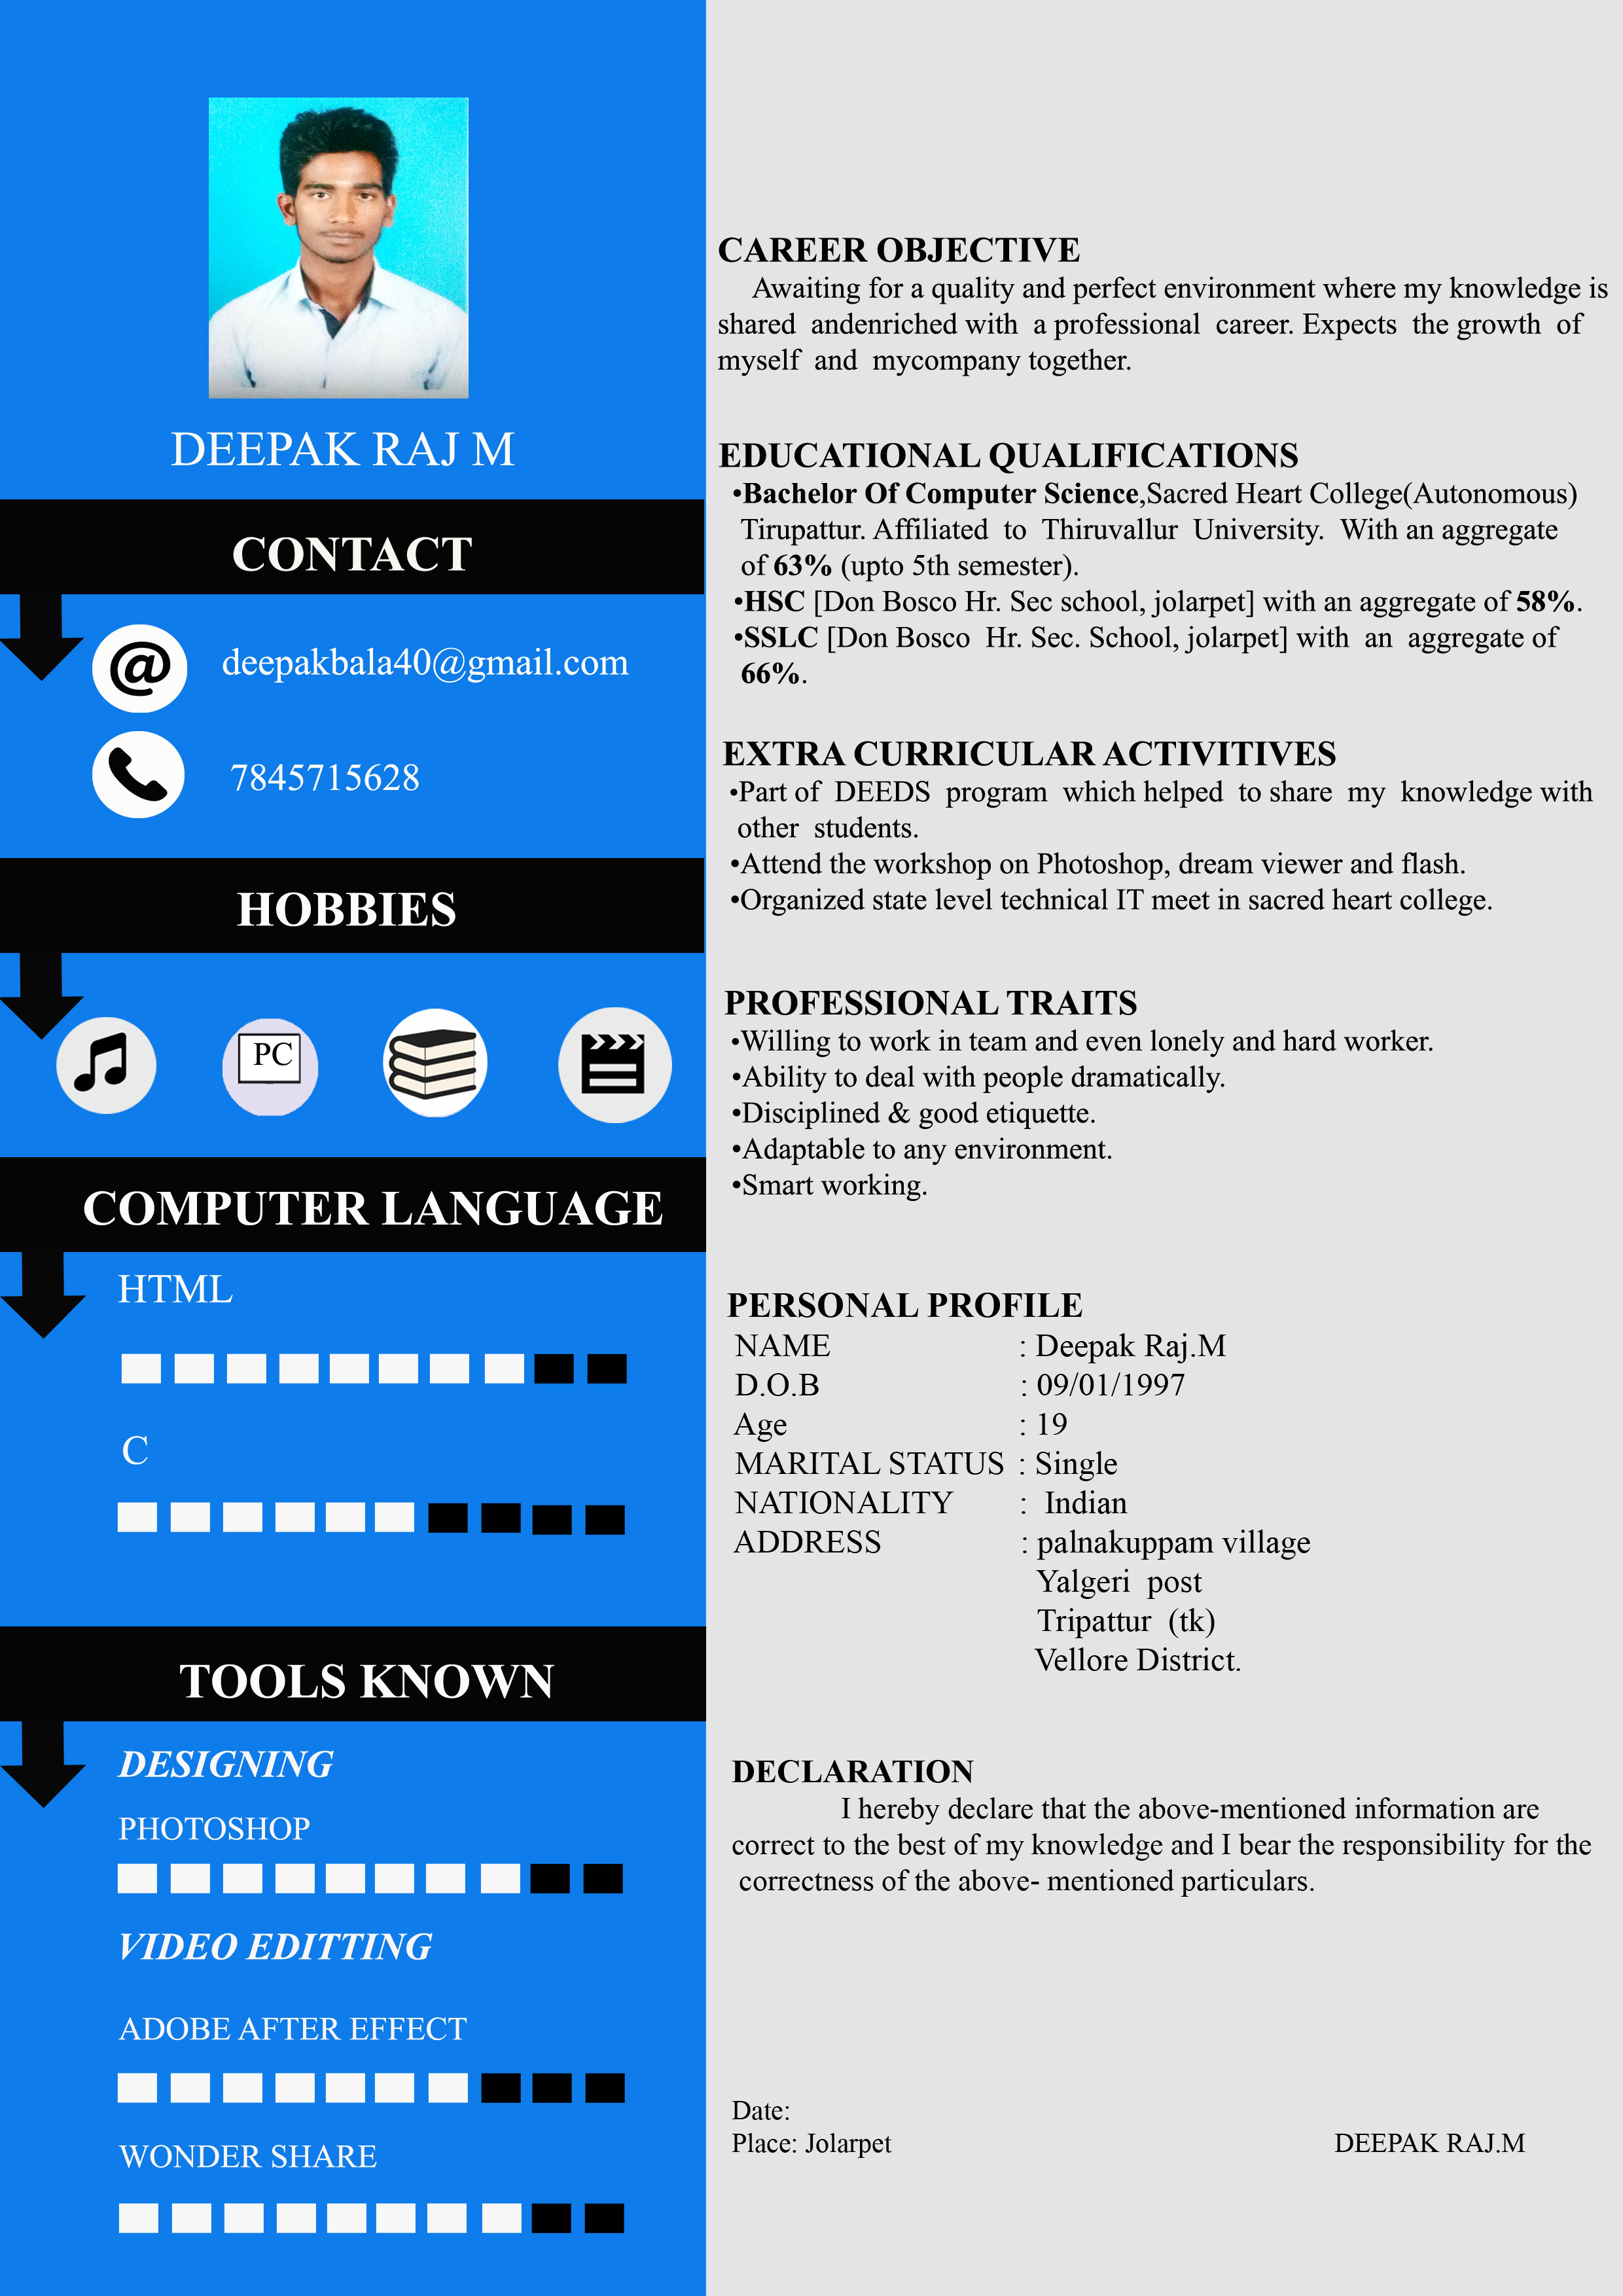 DEEPAK RAJ M
CONTACT
@
deepakbala40@gmail.com
7845715628
HOBBIES
PC
COMPUTER LANGUAGE
HTML
C
TOOLS KNOWN
DESIGNING
PHOTOSHOP
VIDEO EDITTING
ADOBE AFTER EFFECT
WONDER SHARE
CAREER OBJECTIVE
Awaiting for a quality and perfect environment where my knowledge is
shared andenriched with a professional career. Expects the growth of
myself and mycompany together.
EDUCATIONAL QUALIFICATIONS
•Bachelor Of Computer Science,Sacred Heart College(Autonomous)
Tirupattur. Affiliated to Thiruvallur University. With an aggregate
of 63% (upto 5th semester).
•HSC [Don Bosco Hr. Sec school, jolarpet] with an aggregate of 58%.
•SSLC [Don Bosco Hr. Sec. School, jolarpet] with an aggregate of
66%.
EXTRA CURRICULAR ACTIVITIVES
•Part of DEEDS program which helped to share my knowledge with
other students.
•Attend the workshop on Photoshop, dream viewer and flash.
•Organized state level technical IT meet in sacred heart college.
PROFESSIONAL TRAITS
•Willing to work in team and even lonely and hard worker.
•Ability to deal with people dramatically.
•Disciplined & good etiquette.
•Adaptable to any environment.
•Smart working.
PERSONAL PROFILE
NAME : Deepak Raj.M
D.O.B : 09/01/1997
Age : 19
MARITAL STATUS : Single
NATIONALITY : Indian
ADDRESS : palnakuppam village
Yalgeri post
Tripattur (tk)
Vellore District.
DECLARATION
I hereby declare that the above-mentioned information are
correct to the best of my knowledge and I bear the responsibility for the
correctness of the above- mentioned particulars.
Date:
Place: Jolarpet DEEPAK RAJ.M